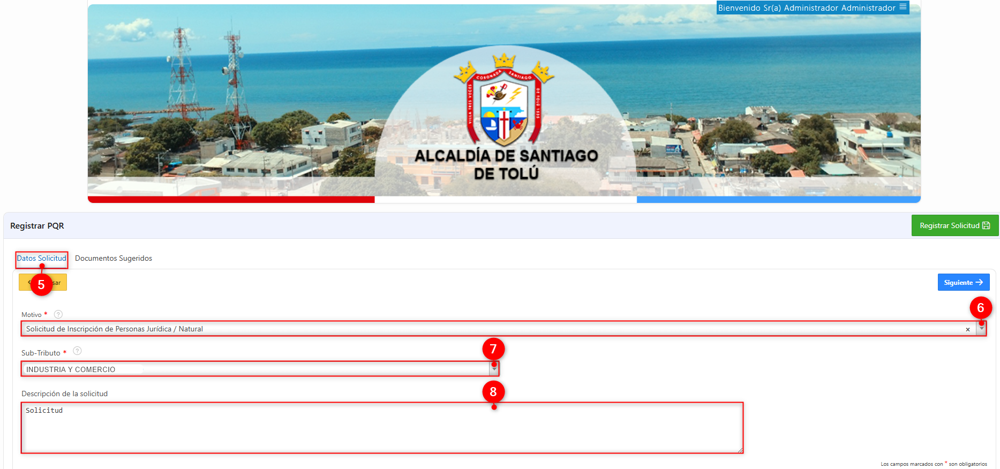 Bienvenido Sr(a) Administrador Administrador
CORONADA SANTIAGO
VILLA TRES VECES
DE TOLÚ 1535
ALCALDÍA DE SANTIAGO
DE TOLÚ
Registrar PQR
Registrar Solicitud
Datos Solicitud
Documentos Sugeridos
5
sar
Siguiente
6
Motivo *
?
Solicitud de Inscripción de Personas Jurídica / Natural
×
7
Sub-Tributo *
?
INDUSTRIA Y COMERCIO
8
Descripción de la solicitud
Solicitud
Los campos marcados con * son obligatorios